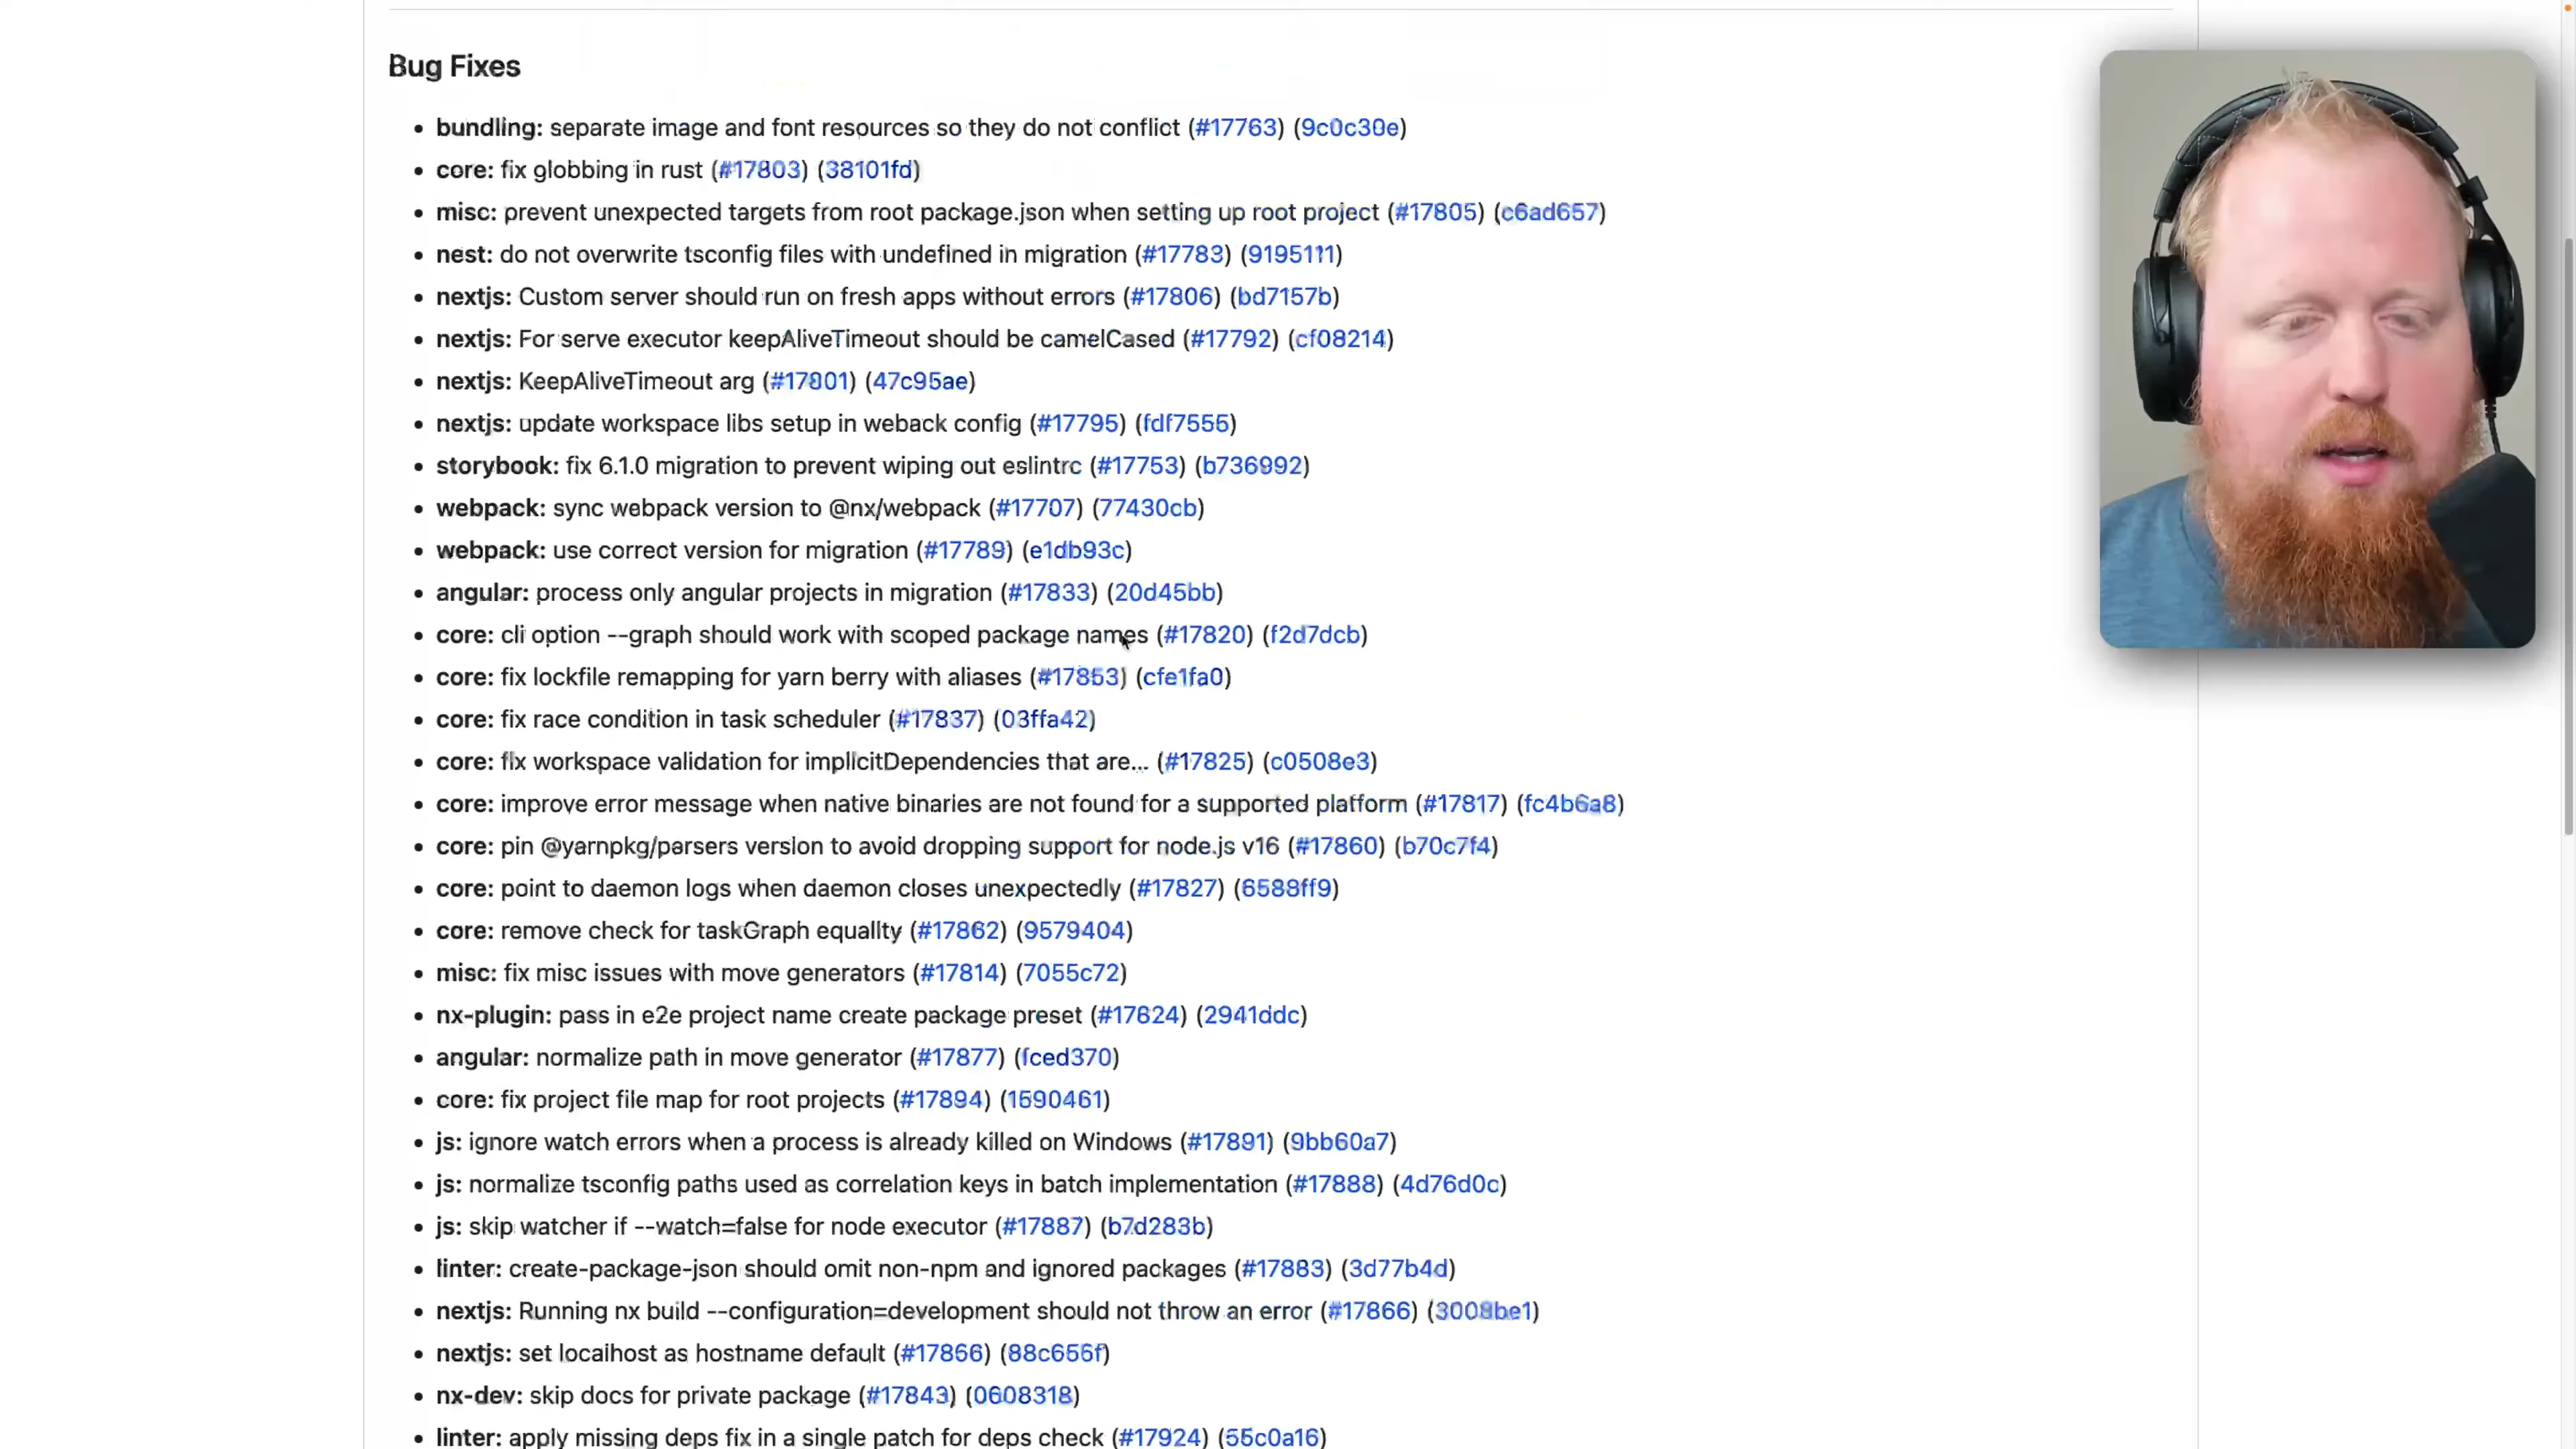 Bug Fixes
bundling: separate image and font resources so they do not conflict (#17763) (9c0c30e)
core: fix globbing in rust (#17803) (38101fd)
misc: prevent unexpected targets from root package.json when setting up root project (#17805) (c6ad657)
nest: do not overwrite tsconfig files with undefined in migration (#17783) (9195111)
nextjs: Custom server should run on fresh apps without errors (#17806) (bd7157b)
nextjs: For serve executor keepAliveTimeout should be camelCased (#17792) (cf08214)
nextjs: KeepAliveTimeout arg (#17801) (47c95ae)
nextjs: update workspace libs setup in weback config (#17795) (fdf7555)
storybook: fix 6.1.0 migration to prevent wiping out eslintrc (#17753) (b736992)
webpack: sync webpack version to @nx/webpack (#17707) (77430cb)
webpack: use correct version for migration (#17789) (e1db93c)
angular: process only angular projects in migration (#17833) (20d45bb)
core: cli option --graph should work with scoped package names (#17820) (f2d7dcb)
core: fix lockfile remapping for yarn berry with aliases (#17853) (cfe1fa0)
core: fix race condition in task scheduler (#17837) (03ffa42)
core: fix workspace validation for implicitDependencies that are... (#17825) (c0508e3)
core: improve error message when native binaries are not found for a supported platform (#17817) (fc4b6a8)
core: pin @yarnpkg/parsers version to avoid dropping support for node.js v16 (#17860) (b70c7f4)
core: point to daemon logs when daemon closes unexpectedly (#17827) (6588ff9)
core: remove check for taskGraph equality (#17862) (9579404)
misc: fix misc issues with move generators (#17814) (7055c72)
nx-plugin: pass in e2e project name create package preset (#17624) (2941ddc)
angular: normalize path in move generator (#17877) (fced370)
core: fix project file map for root projects (#17894) (1590461)
js: ignore watch errors when a process is already killed on Windows (#17891) (9bb60a7)
js: normalize tsconfig paths used as correlation keys in batch implementation (#17888) (4d76d0c)
js: skip watcher if --watch=false for node executor (#17887) (b7d283b)
linter: create-package-json should omit non-npm and ignored packages (#17883) (3d77b4d)
nextjs: Running nx build --configuration=development should not throw an error (#17866) (3008be1)
nextjs: set localhost as hostname default (#17866) (88c655f)
nx-dev: skip docs for private package (#17843) (0608318)
linter: apply missing deps fix in a single patch for deps check (#17924) (55c0a16)